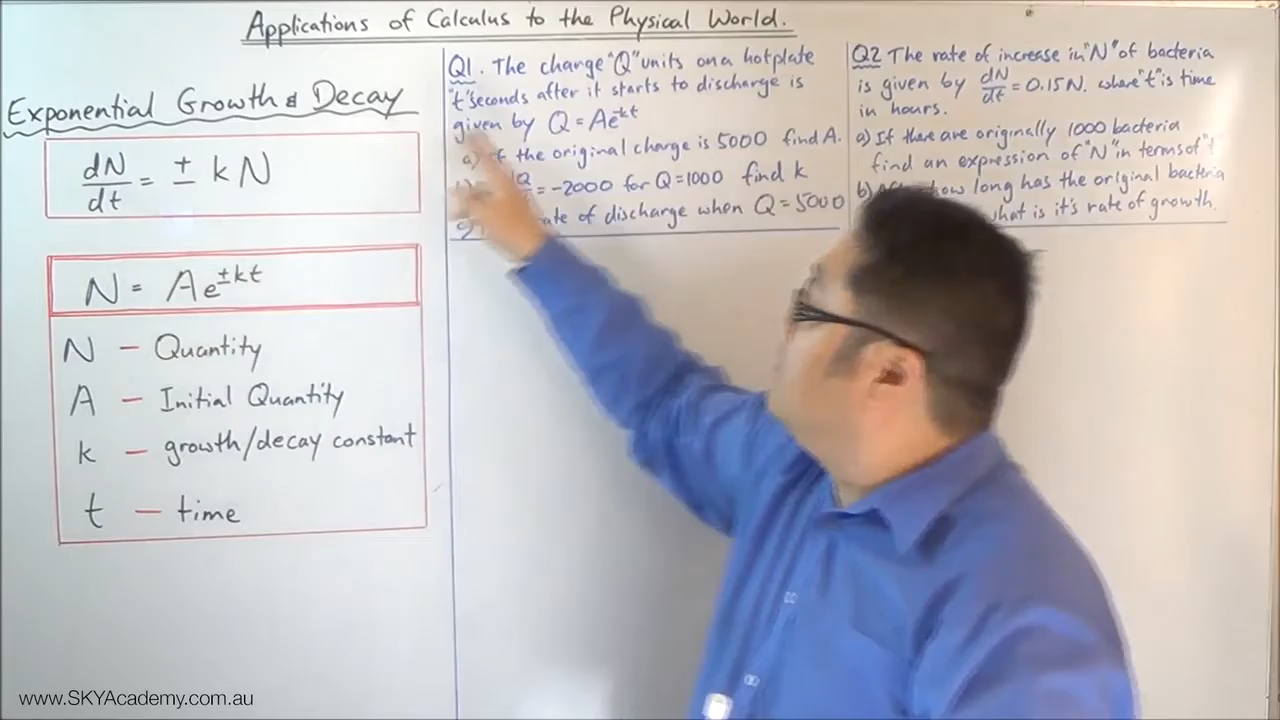 Applications of Calculus to the Physical World.
Exponential Growth & Decay
dN/dt = ± kN
N = Ae^±kt
N — Quantity
A — Initial Quantity
k — growth/decay constant
t — time
Q1. The change "Q" units on a hotplate
"t" seconds after it starts to discharge is
given by Q = Ae^-kt
a) If the original charge is 5000 find A.
= -2000 for Q=1000 find k
rate of discharge when Q = 5000
Q2 The rate of increase in "N" of bacteria
is given by dN/dt = 0.15N. where "t" is time
in hours.
a) If there are originally 1000 bacteria
find an expression of "N" in terms of "t"
b) After how long has the original bacteria
what is it's rate of growth.
www.SKYAcademy.com.au